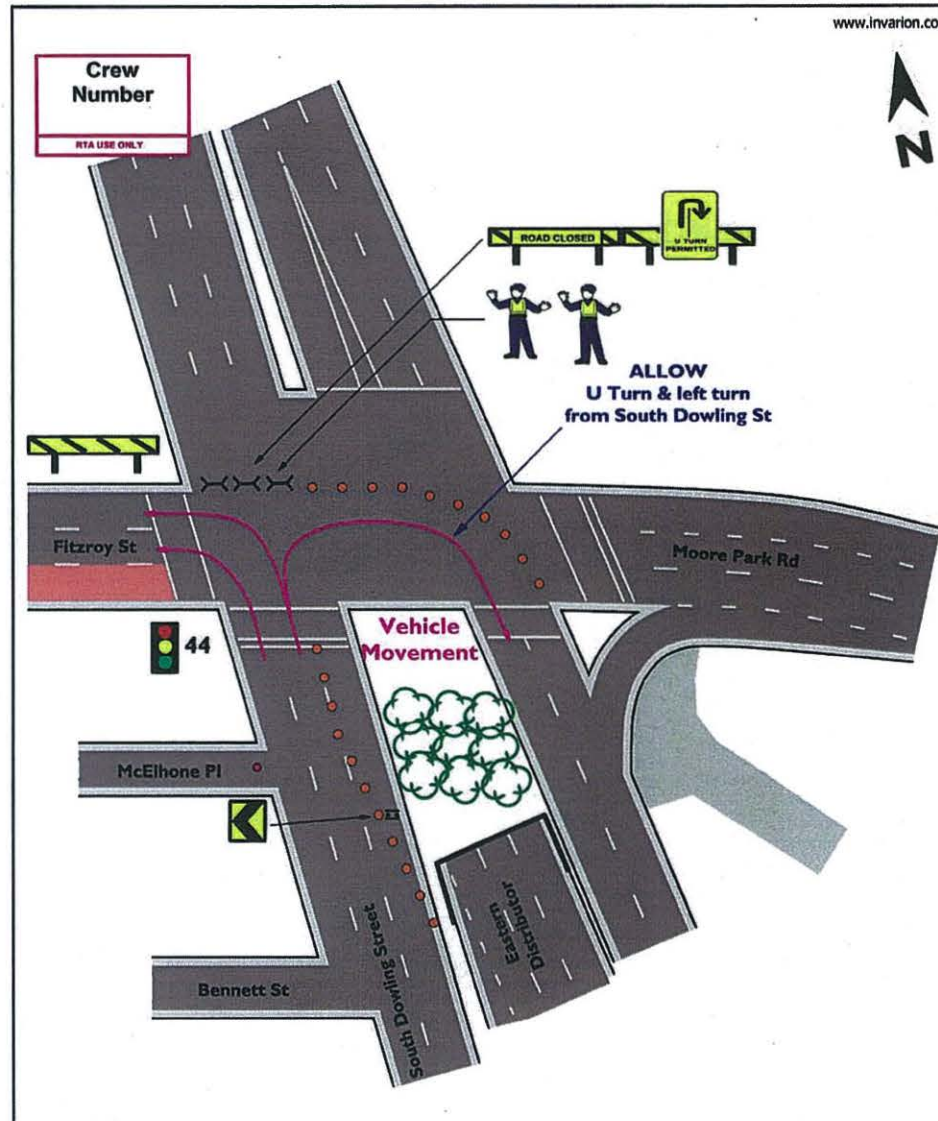 www.invarion.co
Crew
Number
RTA USE ONLY
N
ROAD CLOSED
U TURN
PERMITTED
ALLOW
U Turn & left turn
from South Dowling St
Fitzroy St
Moore Park Rd
Vehicle
Movement
44
McElhone Pl
Eastern
Distributor
South Dowling Street
Bennett St